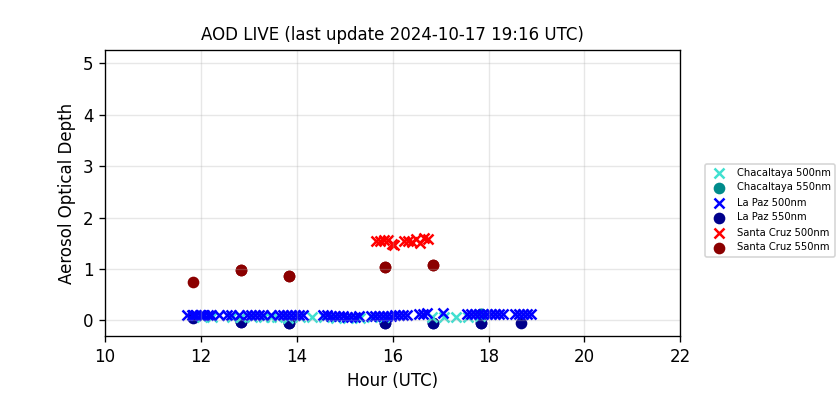 AOD LIVE (last update 2024-10-17 19:16 UTC)
Aerosol Optical Depth
5
4
3
2
1
0
10 12 14 16 18 20 22
Hour (UTC)
Chacaltaya 500nm
Chacaltaya 550nm
La Paz 500nm
La Paz 550nm
Santa Cruz 500nm
Santa Cruz 550nm